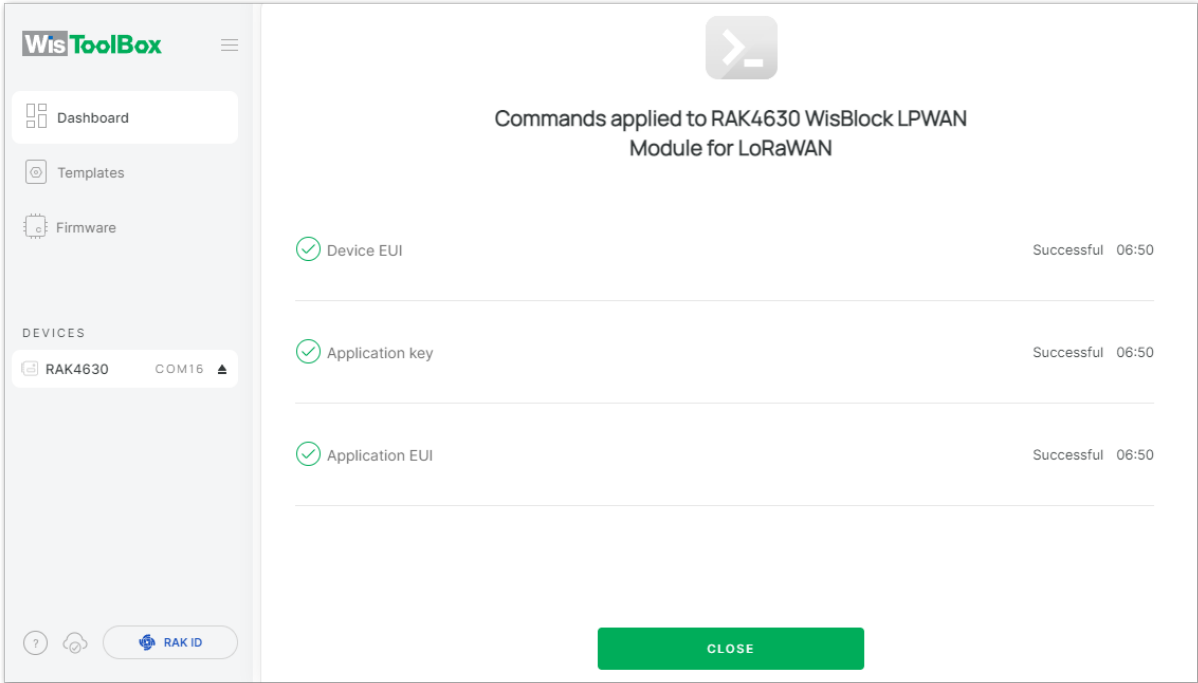 WisToolBox
Dashboard
Templates
Firmware
DEVICES
RAK4630 COM16
? RAK ID
Commands applied to RAK4630 WisBlock LPWAN
Module for LoRaWAN
Device EUI Successful 06:50
Application key Successful 06:50
Application EUI Successful 06:50
CLOSE